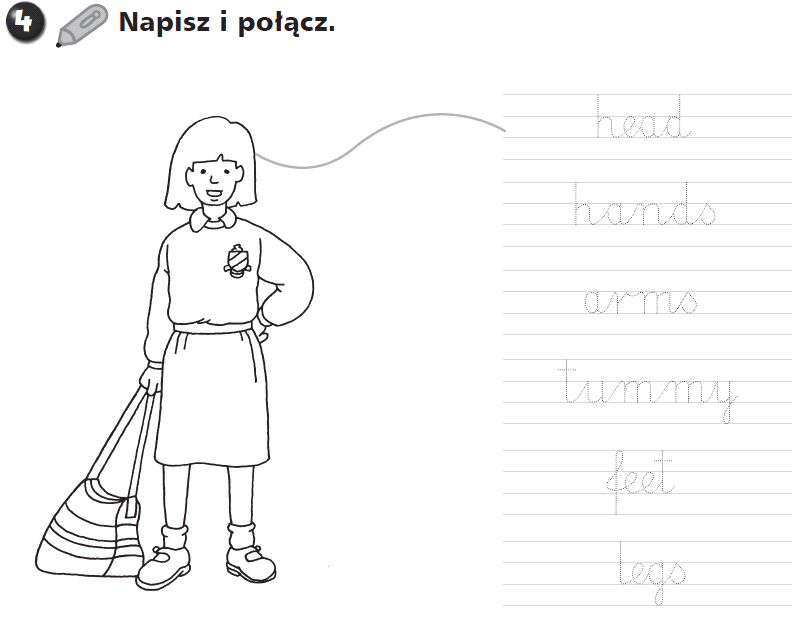 4 Napisz i połącz.
head
hands
arms
tummy
feet
legs